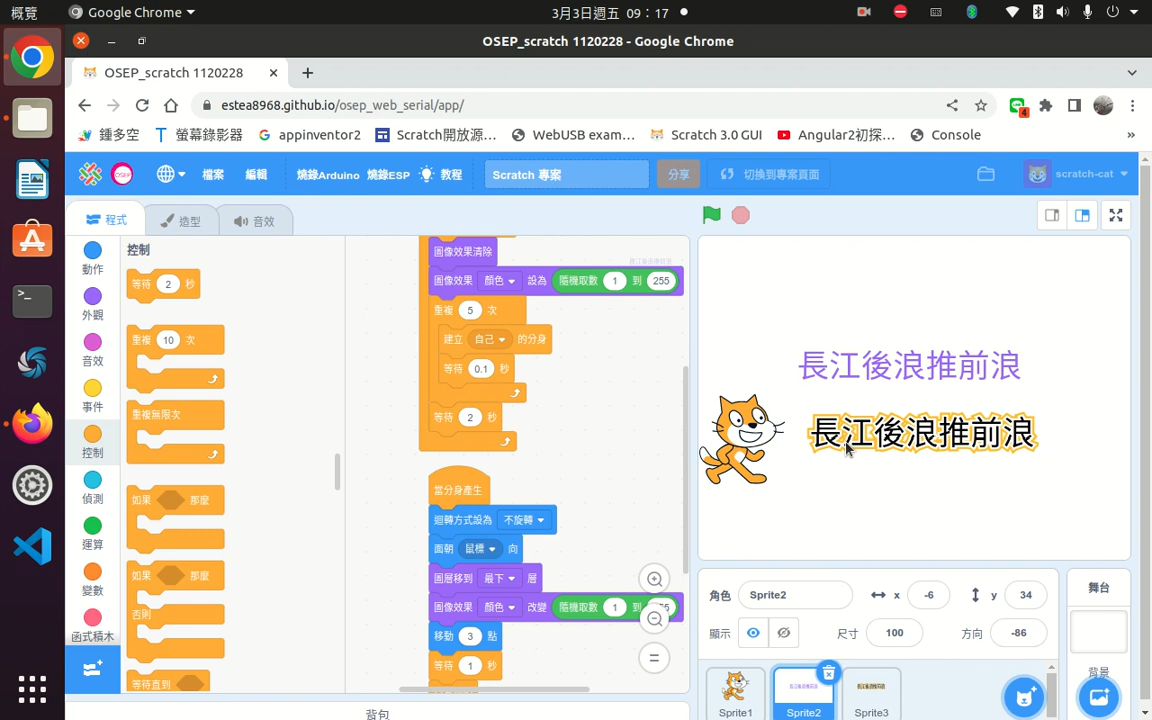 概覽
Google Chrome
3月3日週五 09：17
OSEP_scratch 1120228 - Google Chrome
OSEP_scratch 1120228
estea8968.github.io/osep_web_serial/app/
4
鍾多空
螢幕錄影器
appinventor2
Scratch開放源…
WebUSB exam…
Scratch 3.0 GUI
Angular2初探…
Console
»
OSEP
檔案
編輯
燒錄Arduino
燒錄ESP
教程
Scratch 專案
分享
切換到專案頁面
scratch-cat
程式
造型
音效
動作
外觀
音效
事件
控制
偵測
運算
變數
函式積木
控制
等待 2 秒
重複 10 次
重複無限次
如果 那麼
如果 那麼
否則
等待直到
圖像效果清除
圖像效果 顏色 設為 隨機取數 1 到 255
重複 5 次
建立 自己 的分身
等待 0.1 秒
等待 2 秒
當分身產生
迴轉方式設為 不旋轉
面朝 鼠標 向
圖層移到 最下 層
圖像效果 顏色 改變 隨機取數 1 到
移動 3 點
等待 1 秒
長江後浪推前浪
長江後浪推前浪
長江後浪推前浪
角色 Sprite2 x -6 y 34
顯示 尺寸 100 方向 -86
Sprite1
Sprite2
Sprite3
舞台
背景
背包